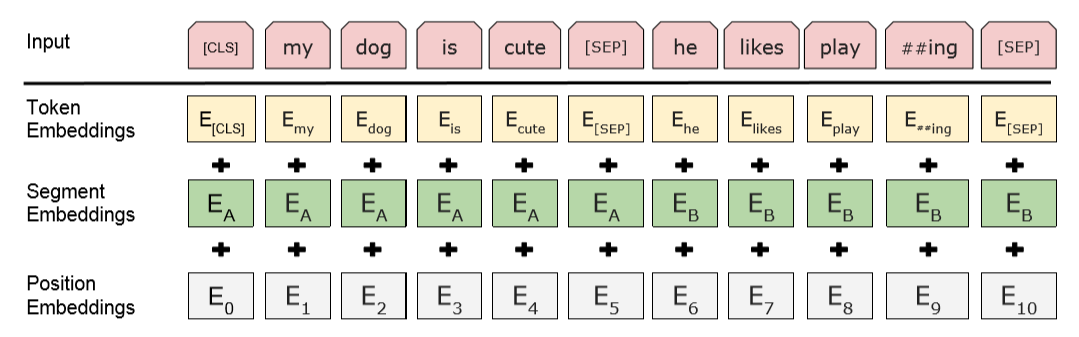 Input [CLS] my dog is cute [SEP] he likes play ##ing [SEP]
Token Embeddings E[CLS] Emy Edog Eis Ecute E[SEP] Ehe Elikes Eplay E##ing E[SEP]
+ + + + + + + + + + +
Segment Embeddings EA EA EA EA EA EA EB EB EB EB EB
+ + + + + + + + + + +
Position Embeddings E0 E1 E2 E3 E4 E5 E6 E7 E8 E9 E10